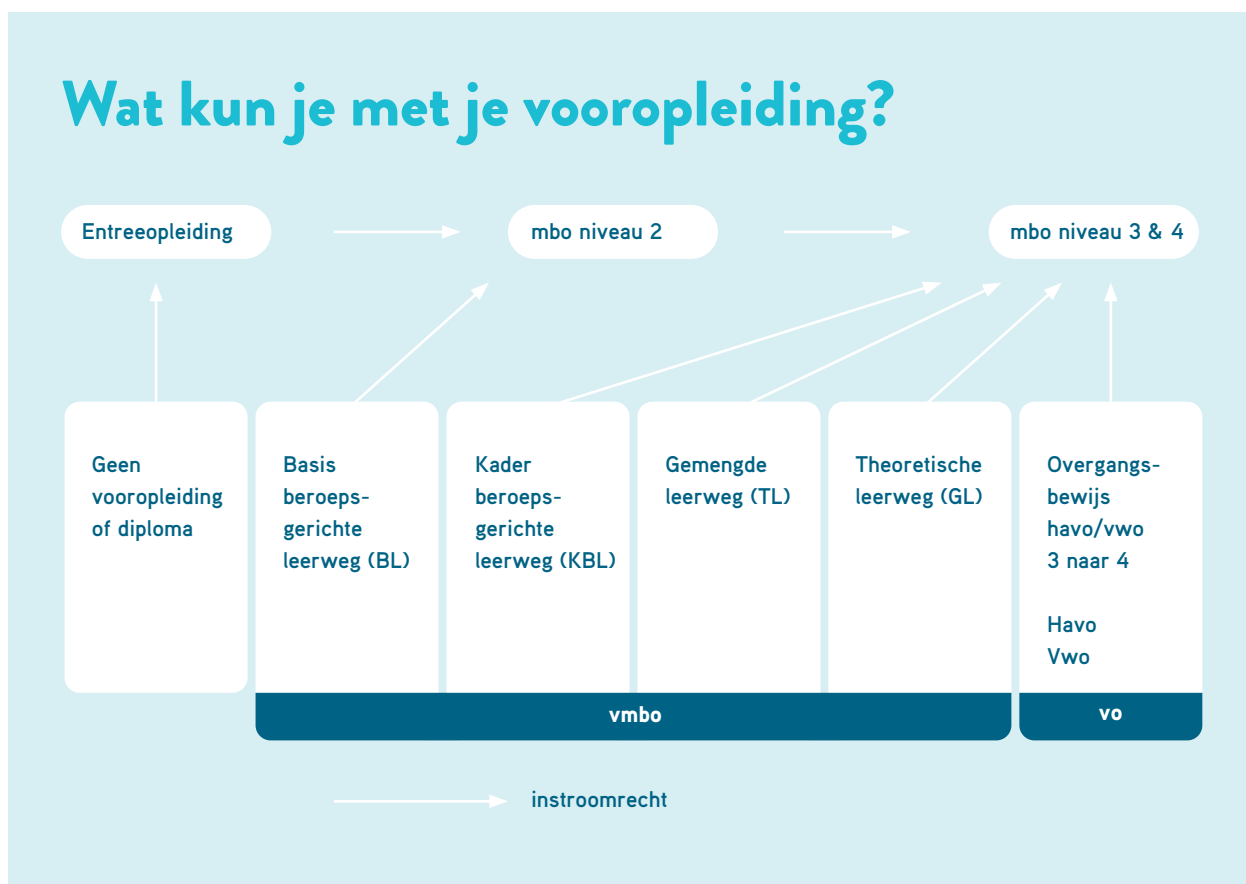 Wat kun je met je vooropleiding?
Entreeopleiding
mbo niveau 2
mbo niveau 3 & 4
Geen
vooropleiding
of diploma
Basis
beroeps-
gerichte
leerweg (BL)
Kader
beroeps-
gerichte
leerweg (KBL)
Gemengde
leerweg (TL)
Theoretische
leerweg (GL)
Overgangs-
bewijs
havo/vwo
3 naar 4
Havo
Vwo
vmbo
vo
instroomrecht